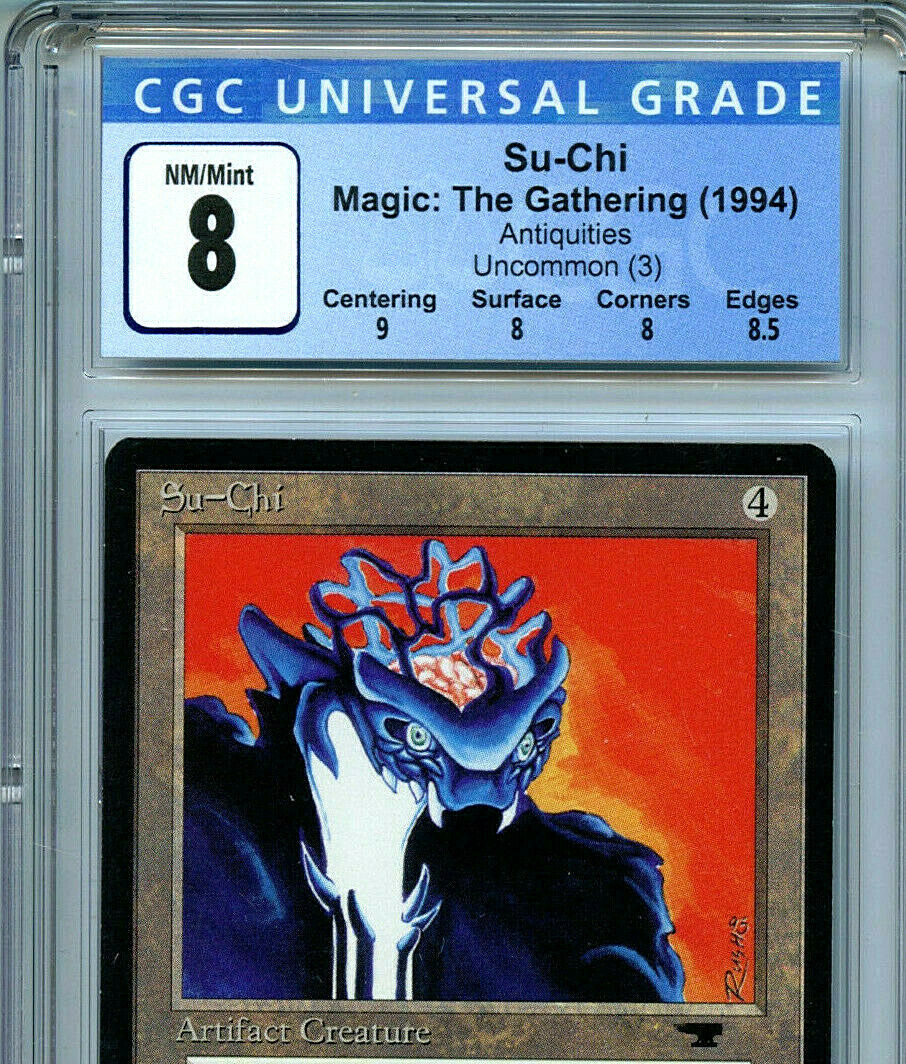 CGC UNIVERSAL GRADE
NM/Mint
8
Su-Chi
Magic: The Gathering (1994)
Antiquities
Uncommon (3)
Centering Surface Corners Edges
9 8 8 8.5
Su-Chi
4
Artifact Creature